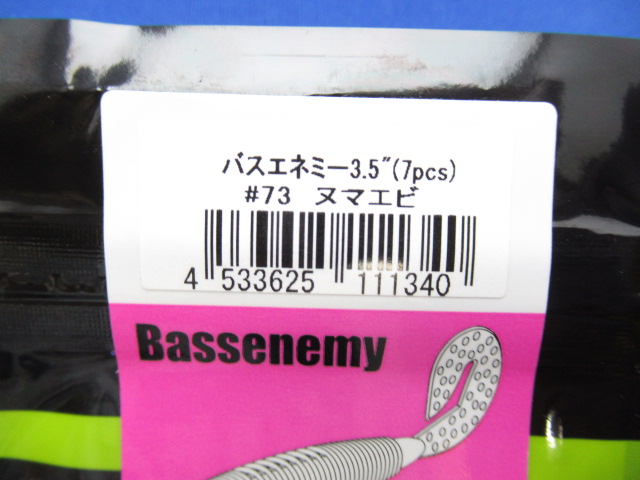 バスエネミー3.5"(7pcs)
#73 ヌマエビ
4 533625 111340
Bassenemy